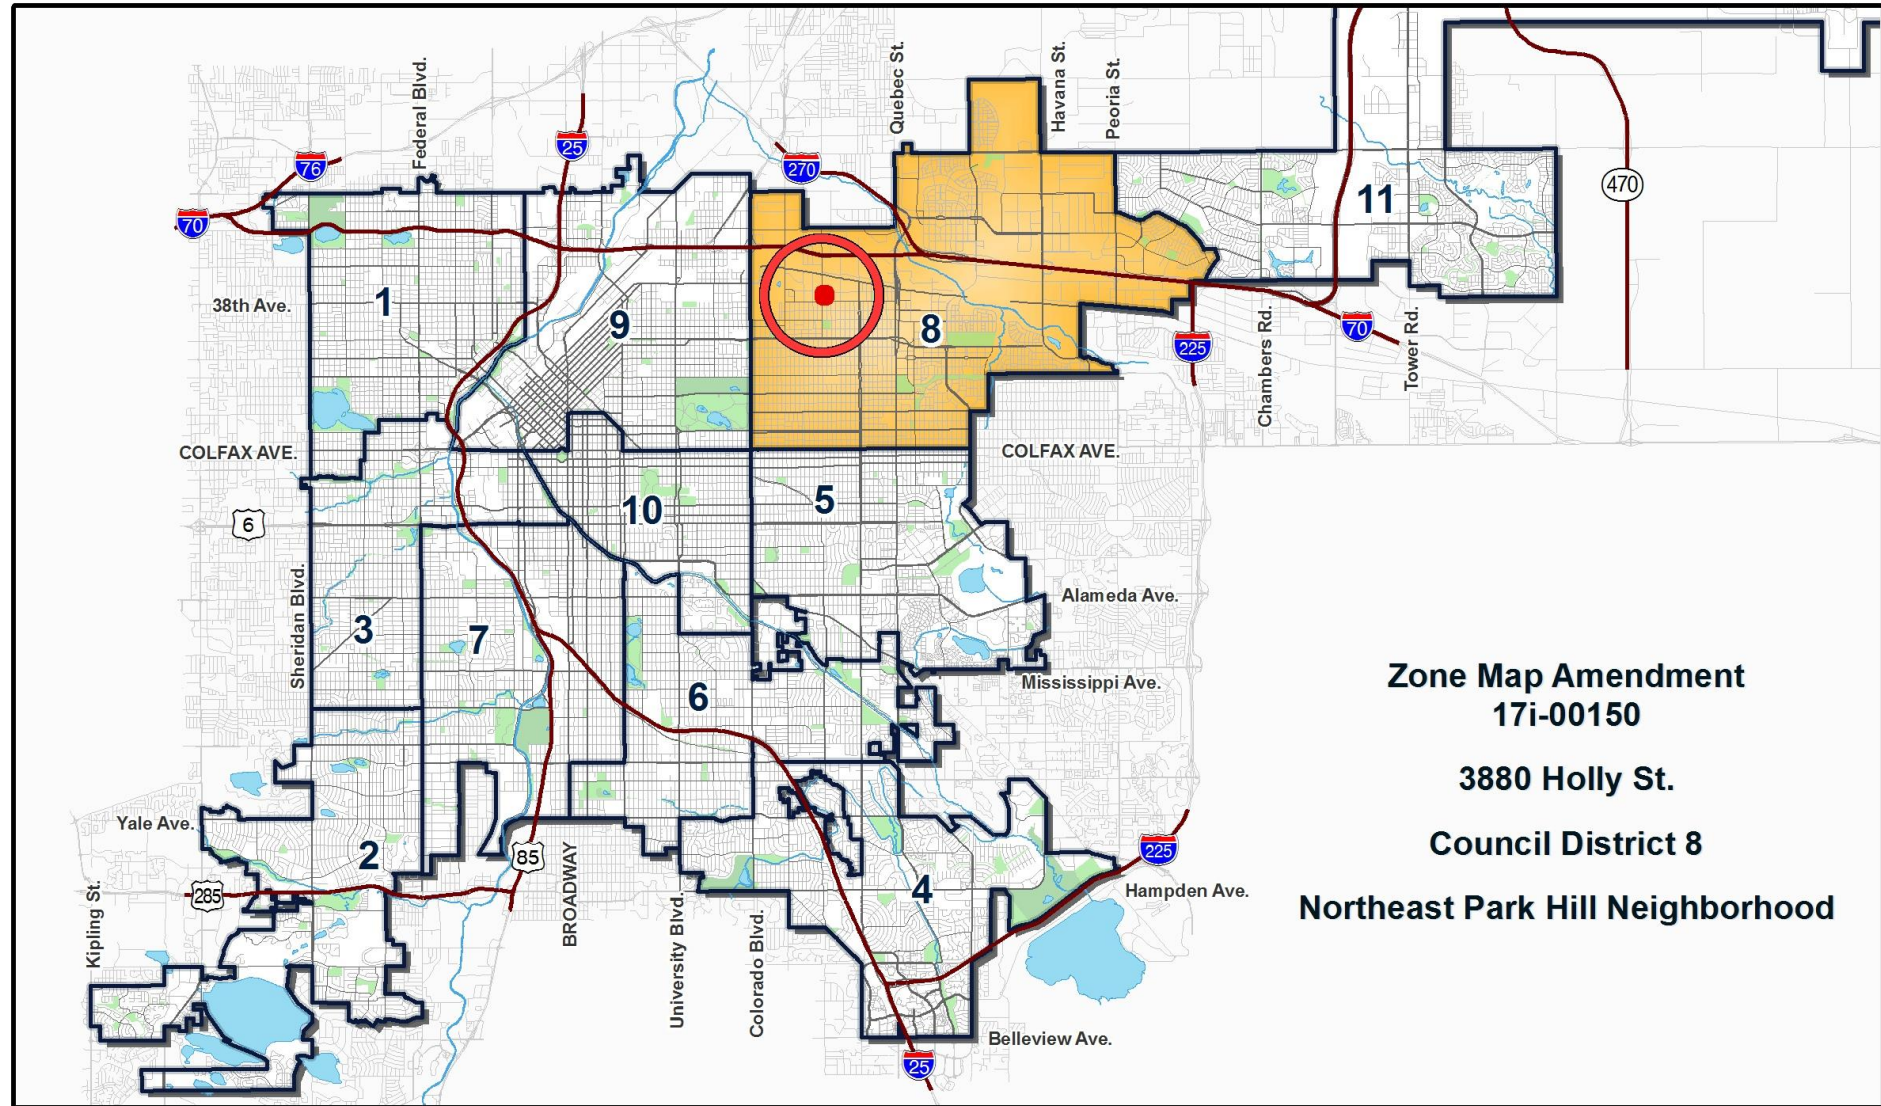 Federal Blvd.
Quebec St.
Havana St.
Peoria St.
76
25
270
70
470
11
38th Ave.
1
9
8
225
70
Chambers Rd.
Tower Rd.
COLFAX AVE.
COLFAX AVE.
6
10
5
Sheridan Blvd.
Alameda Ave.
3
7
6
Mississippi Ave.
Zone Map Amendment
17i-00150
3880 Holly St.
Council District 8
Northeast Park Hill Neighborhood
Yale Ave.
2
85
225
285
4
Hampden Ave.
Kipling St.
BROADWAY
University Blvd.
Colorado Blvd.
Belleview Ave.
25